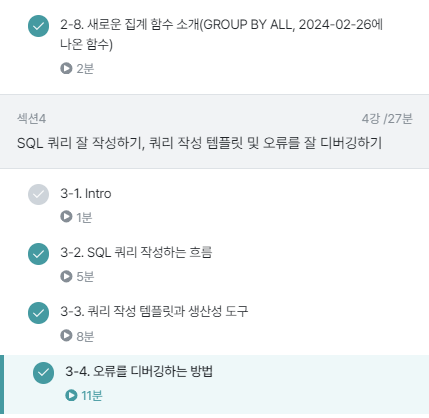 2-8. 새로운 집계 함수 소개(GROUP BY ALL, 2024-02-26에
나온 함수)
2분
섹션4
4강 /27분
SQL 쿼리 잘 작성하기, 쿼리 작성 템플릿 및 오류를 잘 디버깅하기
3-1. Intro
1분
3-2. SQL 쿼리 작성하는 흐름
5분
3-3. 쿼리 작성 템플릿과 생산성 도구
8분
3-4. 오류를 디버깅하는 방법
11분